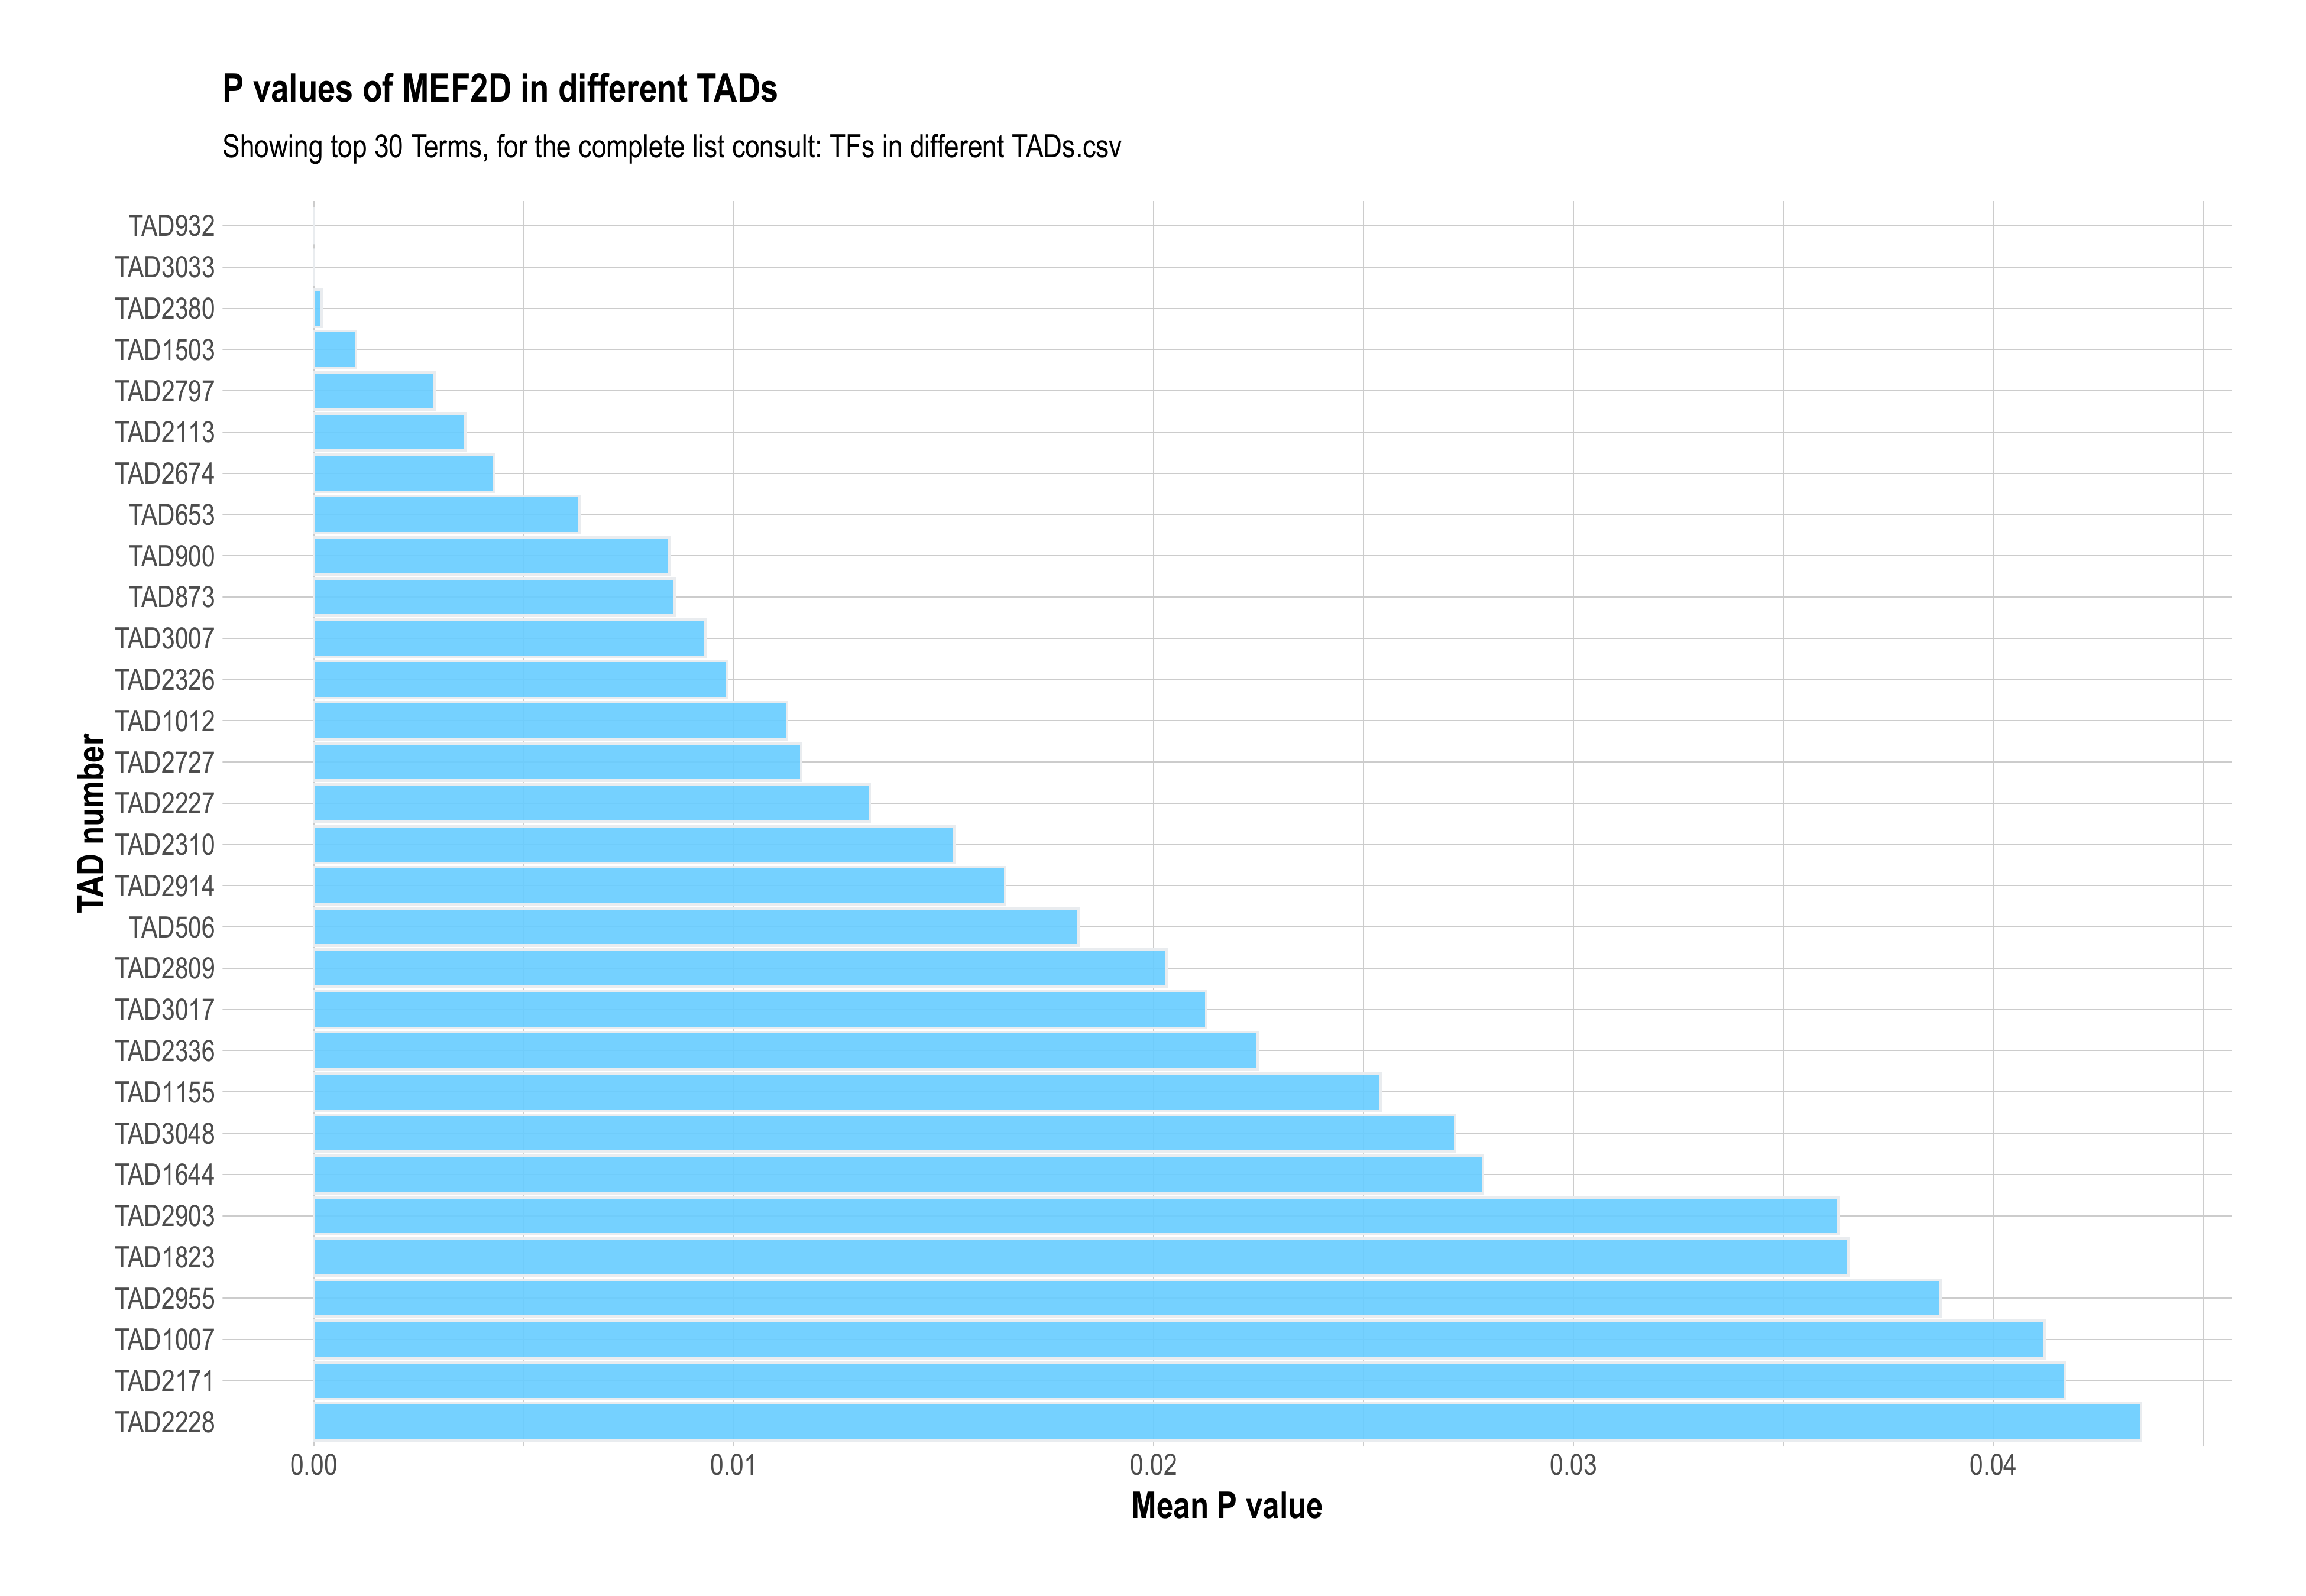 P values of MEF2D in different TADs
Showing top 30 Terms, for the complete list consult: TFs in different TADs.csv
TAD932
TAD3033
TAD2380
TAD1503
TAD2797
TAD2113
TAD2674
TAD653
TAD900
TAD873
TAD3007
TAD2326
TAD1012
TAD2727
TAD2227
TAD2310
TAD2914
TAD506
TAD2809
TAD3017
TAD2336
TAD1155
TAD3048
TAD1644
TAD2903
TAD1823
TAD2955
TAD1007
TAD2171
TAD2228
TAD number
0.00 0.01 0.02 0.03 0.04
Mean P value